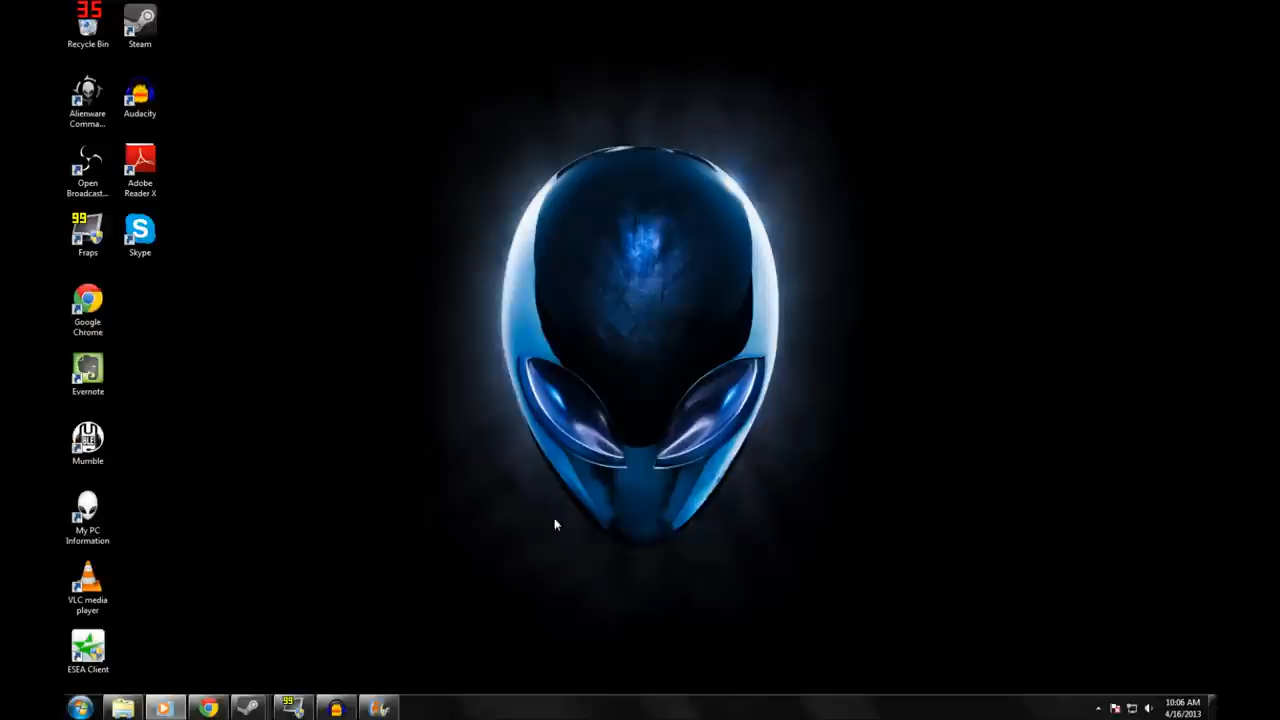 35
Recycle Bin
Steam
Alienware
Comma...
Audacity
Open
Broadcast...
Adobe
Reader X
99
Fraps
Skype
Google
Chrome
Evernote
Mumble
My PC
Information
VLC media
player
ESEA Client
99
10:06 AM
4/16/2013